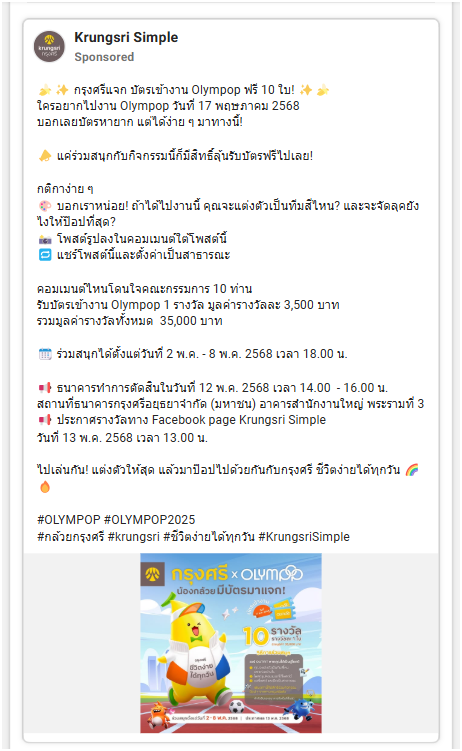 Krungsri Simple
Sponsored
กรุงศรีแจก บัตรเข้างาน Olympop ฟรี 10 ใบ!
ใครอยากไปงาน Olympop วันที่ 17 พฤษภาคม 2568
บอกเลยบัตรหายาก แต่ได้ง่าย ๆ มาทางนี้!
แค่ร่วมสนุกกับกิจกรรมนี้ก็มีสิทธิ์ลุ้นรับบัตรฟรีไปเลย!
กติกาง่าย ๆ
บอกเราหน่อย! ถ้าได้ไปงานนี้ คุณจะแต่งตัวเป็นทีมสีไหน? และจะจัดลุคยัง
ไงให้ป๊อปที่สุด?
โพสต์รูปลงในคอมเมนต์ใต้โพสต์นี้
แชร์โพสต์นี้และตั้งค่าเป็นสาธารณะ
คอมเมนต์ไหนโดนใจคณะกรรมการ 10 ท่าน
รับบัตรเข้างาน Olympop 1 รางวัล มูลค่ารางวัลละ 3,500 บาท
รวมมูลค่ารางวัลทั้งหมด 35,000 บาท
ร่วมสนุกได้ตั้งแต่วันที่ 2 พ.ค. - 8 พ.ค. 2568 เวลา 18.00 น.
ธนาคารทำการตัดสินในวันที่ 12 พ.ค. 2568 เวลา 14.00 - 16.00 น.
สถานที่ธนาคารกรุงศรีอยุธยาจำกัด (มหาชน) อาคารสำนักงานใหญ่ พระรามที่ 3
ประกาศรางวัลทาง Facebook page Krungsri Simple
วันที่ 13 พ.ค. 2568 เวลา 13.00 น.
ไปเล่นกัน! แต่งตัวให้สุด แล้วมาป๊อปไปด้วยกันกับกรุงศรี ชีวิตง่ายได้ทุกวัน
#OLYMPOP #OLYMPOP2025
#กล้วยกรุงศรี #krungsri #ชีวิตง่ายได้ทุกวัน #KrungsriSimple
กรุงศรี x OLYMPOP
น้องกล้วยมีบัตรมาแจก!
10 รางวัล
กรุงศรี
ชีวิตง่าย
ได้ทุกวัน